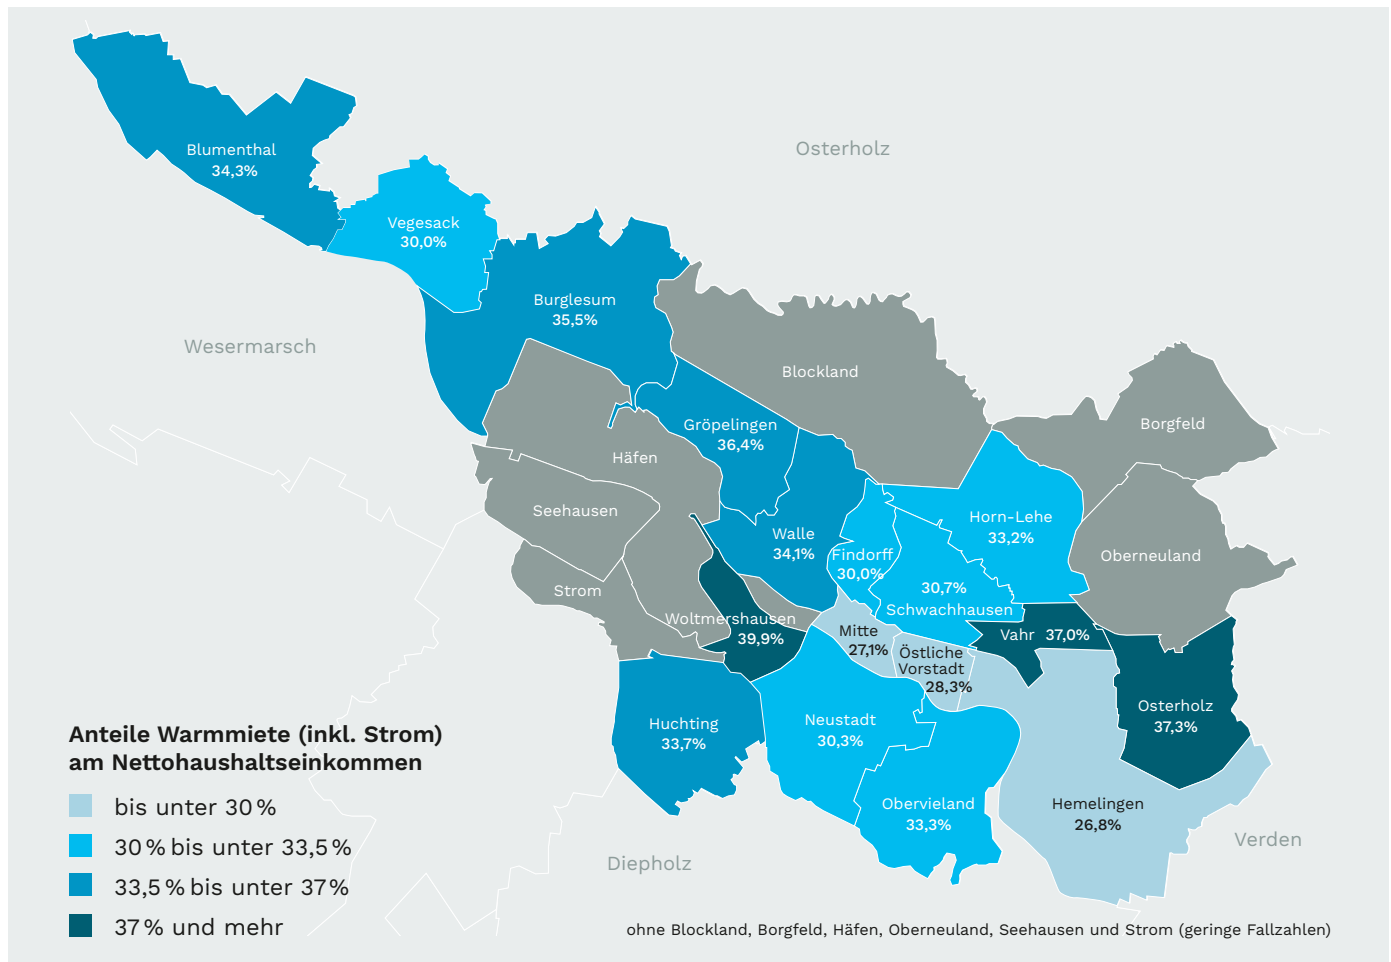 Osterholz
Blumenthal
34,3%
Vegesack
30,0%
Burglesum
35,5%
Wesermarsch
Blockland
Borgfeld
Gröpelingen
36,4%
Häfen
Seehausen
Horn-Lehe
33,2%
Walle
34,1%
Findorff
30,0%
Oberneuland
Strom
30,7%
Schwachhausen
Woltmershausen
39,9%
Mitte
27,1%
Vahr 37,0%
Östliche
Vorstadt
28,3%
Osterholz
37,3%
Huchting
33,7%
Neustadt
30,3%
Obervieland
33,3%
Hemelingen
26,8%
Verden
Diepholz
Anteile Warmmiete (inkl. Strom)
am Nettohaushaltseinkommen
bis unter 30 %
30 % bis unter 33,5 %
33,5 % bis unter 37 %
37 % und mehr
ohne Blockland, Borgfeld, Häfen, Oberneuland, Seehausen und Strom (geringe Fallzahlen)